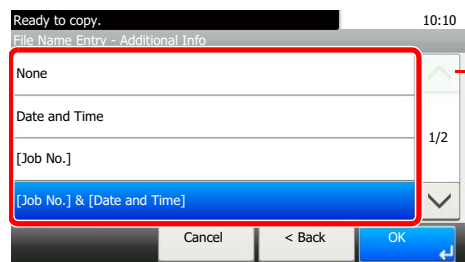 Ready to copy. 10:10
File Name Entry - Additional Info
None
Date and Time
1/2
[Job No.]
[Job No.] & [Date and Time]
Cancel < Back OK